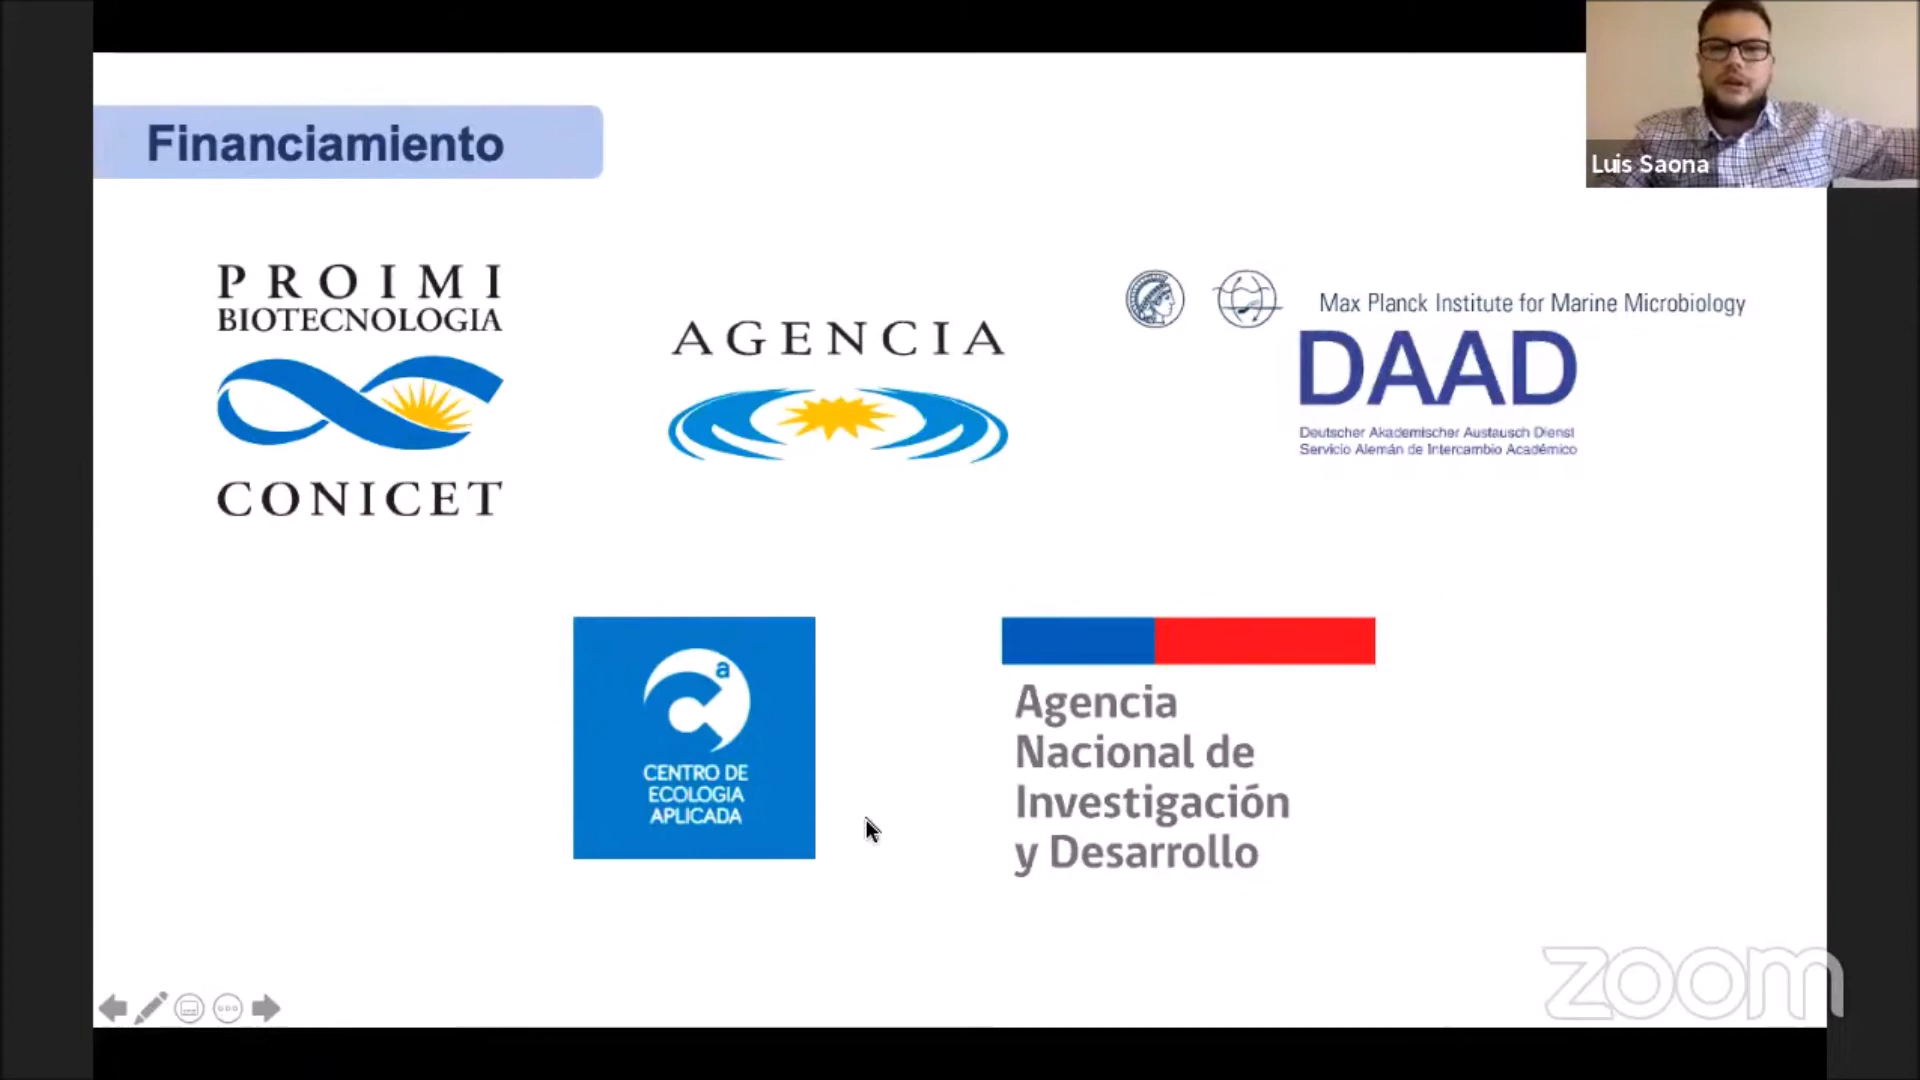 Financiamiento
Luis Saona
PROIMI
BIOTECNOLOGIA
CONICET
AGENCIA
Max Planck Institute for Marine Microbiology
DAAD
Deutscher Akademischer Austausch Dienst
Servicio Alemán de Intercambio Académico
a
CENTRO DE
ECOLOGIA
APLICADA
Agencia
Nacional de
Investigación
y Desarrollo
zoom